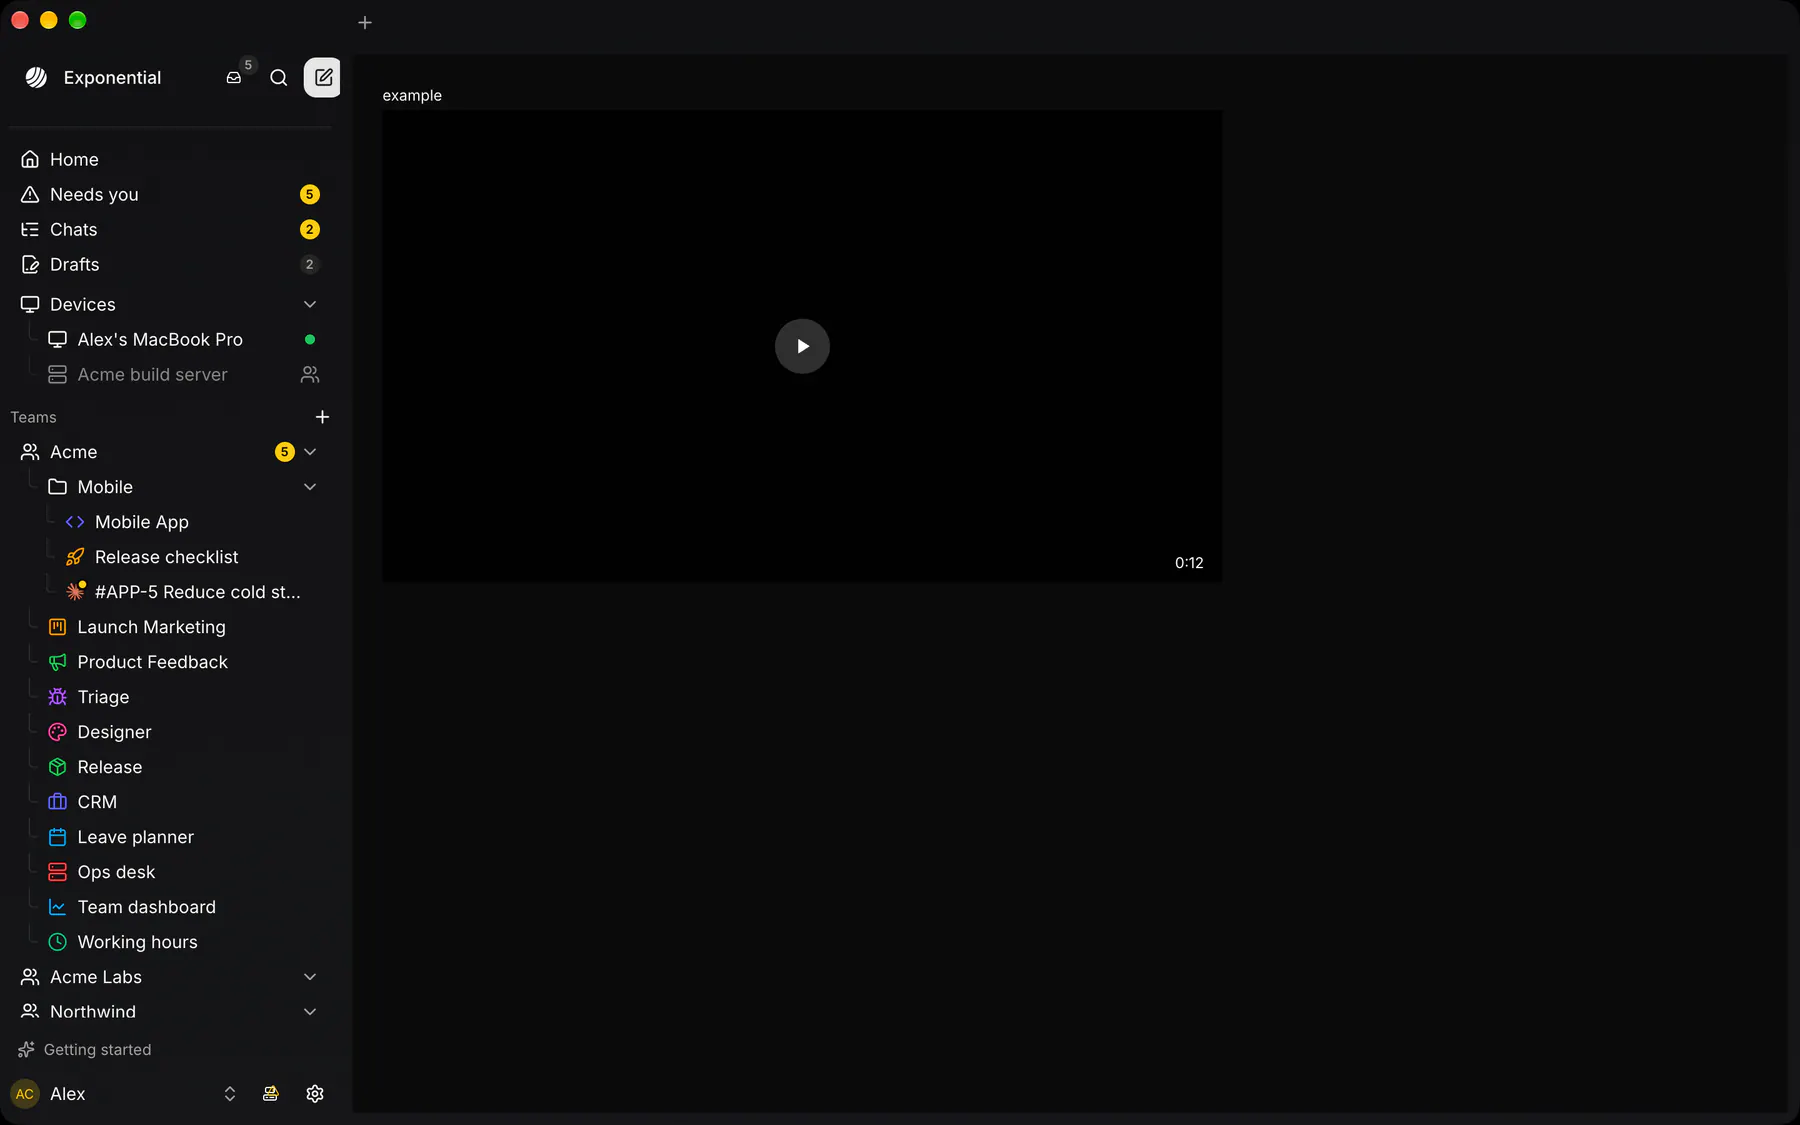 Exponential
5
Home
Needs you 5
Chats 2
Drafts 2
Devices
Alex's MacBook Pro
Acme build server
Teams
Acme 5
Mobile
Mobile App
Release checklist
#APP-5 Reduce cold st...
Launch Marketing
Product Feedback
Triage
Designer
Release
CRM
Leave planner
Ops desk
Team dashboard
Working hours
Acme Labs
Northwind
Getting started
AC Alex
example
0:12